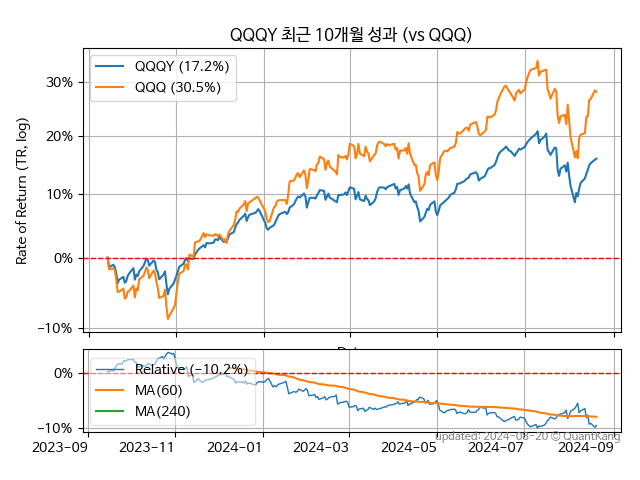 QQQY 최근 10개월 성과 (vs QQQ)
QQQY (17.2%)
QQQ (30.5%)
30%
20%
10%
0%
−10%
Rate of Return (TR, log)
Relative (−10.2%)
MA(60)
MA(240)
0%
−10%
2023−09
2023−11
2024−01
2024−03
2024−05
2024−07
2024−09
updated: 2024−08−20 © QuantKang